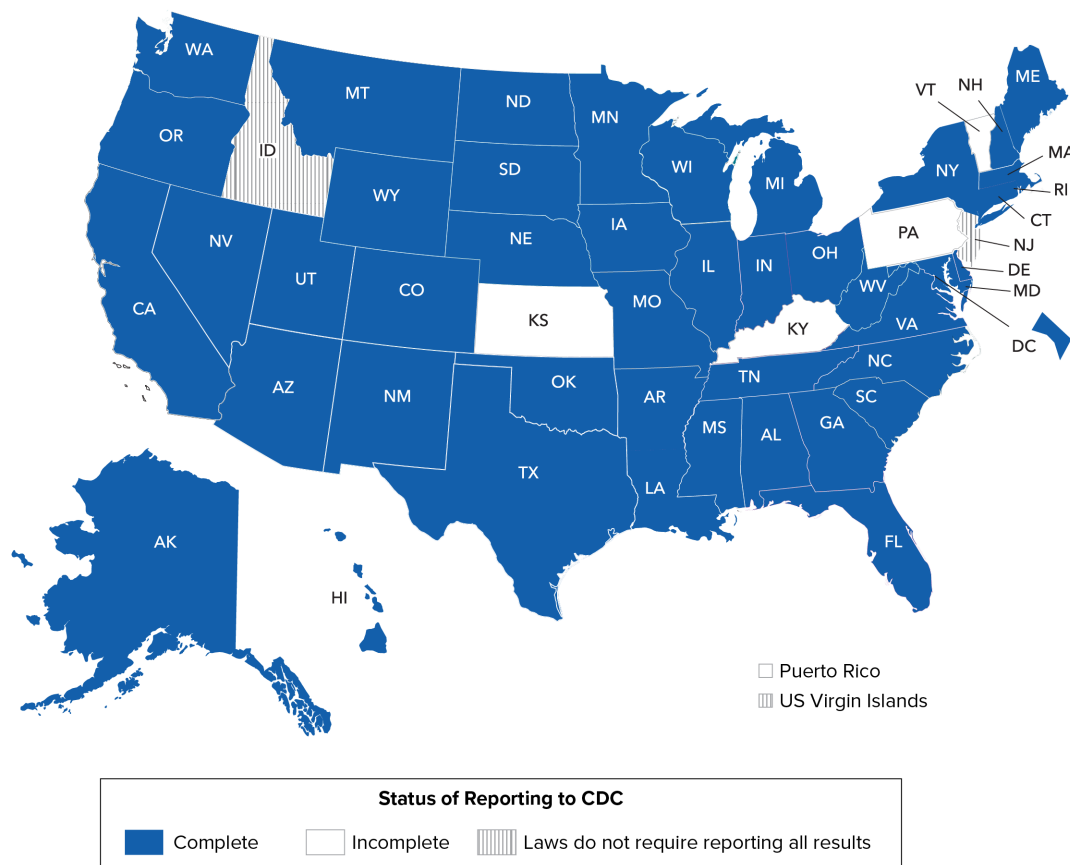 WA
MT
ND
MN
OR
ID
SD
WI
MI
WY
NE
IA
NV
UT
CO
IL
IN
OH
CA
KS
MO
KY
WV
VA
PA
NY
VT
NH
ME
MA
RI
CT
NJ
DE
MD
DC
AZ
NM
OK
AR
TN
NC
SC
MS
AL
GA
TX
LA
FL
AK
HI
Puerto Rico
US Virgin Islands
Status of Reporting to CDC
Complete
Incomplete
Laws do not require reporting all results